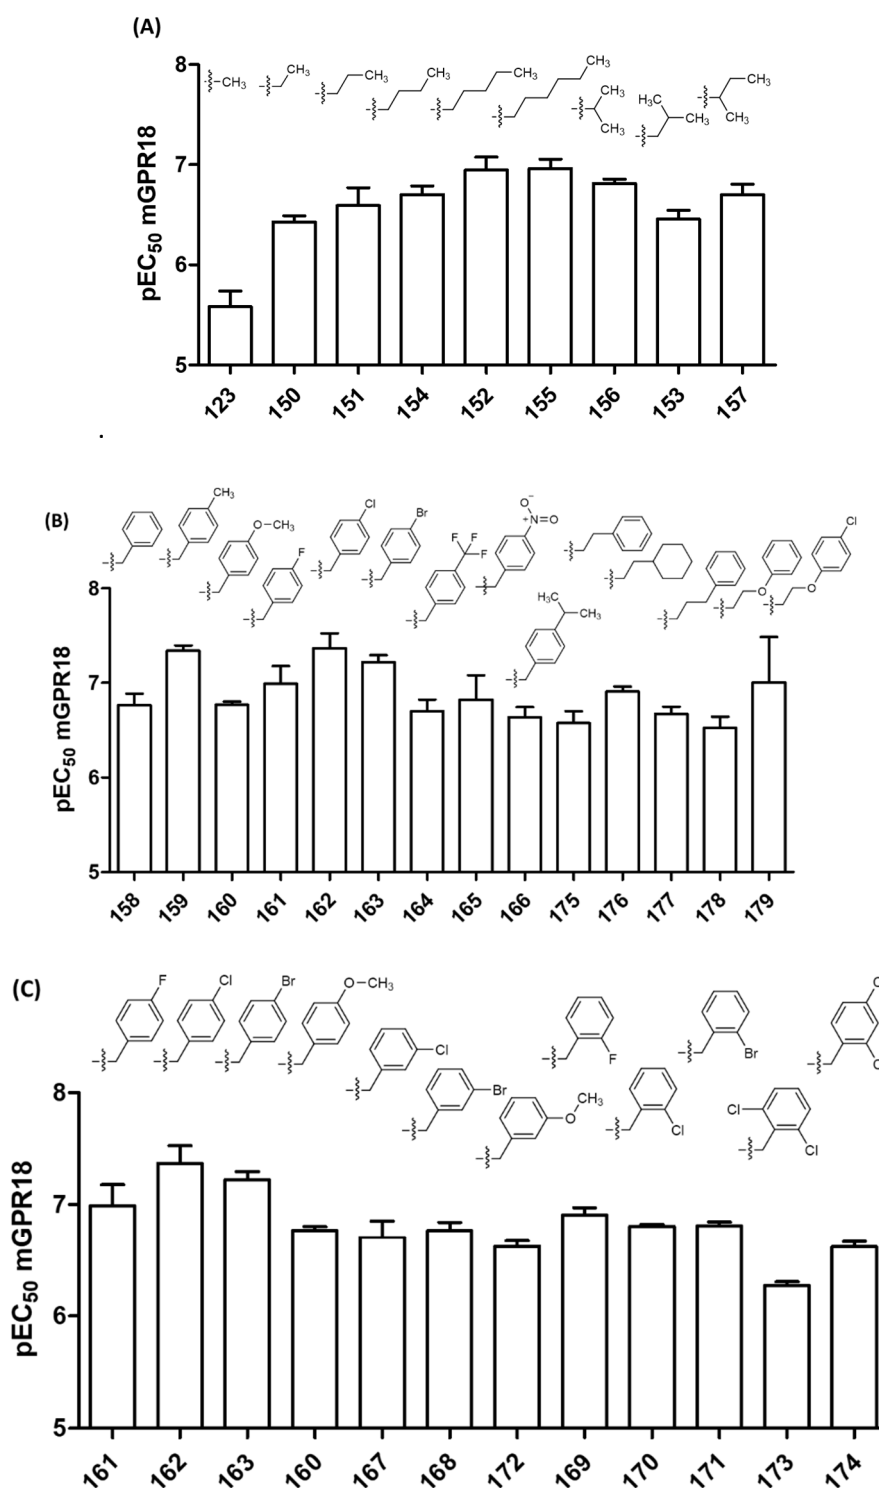 (A)
CH₃
CH₃
CH₃
CH₃
CH₃
CH₃
CH₃
CH₃
H₃C
CH₃
CH₃
CH₃
pEC₅₀ mGPR18
8
7
6
5
123 150 151 154 152 155 156 153 157
.
(B)
CH₃
O CH₃
F
Cl
Br
F
F
F
O⁻
N⁺ O
H₃C
CH₃
O
O
Cl
pEC₅₀ mGPR18
8
7
6
5
158 159 160 161 162 163 164 165 166 175 176 177 178 179
(C)
F
Cl
Br
O CH₃
Cl
Br
O CH₃
F
Cl
Br
Cl
Cl
pEC₅₀ mGPR18
8
7
6
5
161 162 163 160 167 168 172 169 170 171 173 174